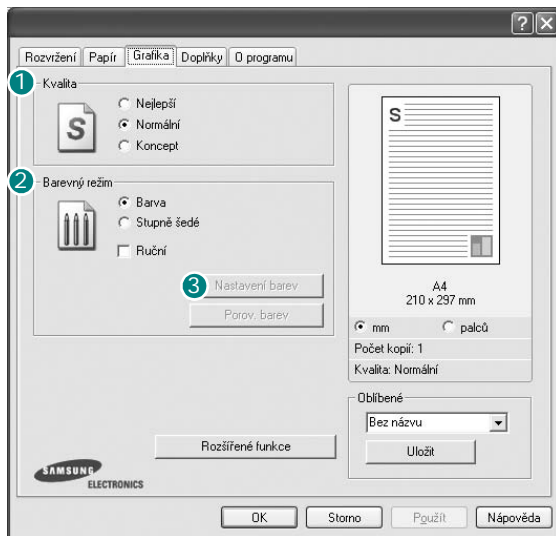 Rozvržení Papír Grafika Doplňky O programu
1 Kvalita
S
Nejlepší
Normální
Koncept
2 Barevný režim
Barva
Stupně šedé
Ruční
3 Nastavení barev
Porov. barev
S
A4
210 x 297 mm
mm palců
Počet kopií: 1
Kvalita: Normální
Oblíbené
Bez názvu
Uložit
Rozšířené funkce
SAMSUNG
ELECTRONICS
OK Storno Použít Nápověda